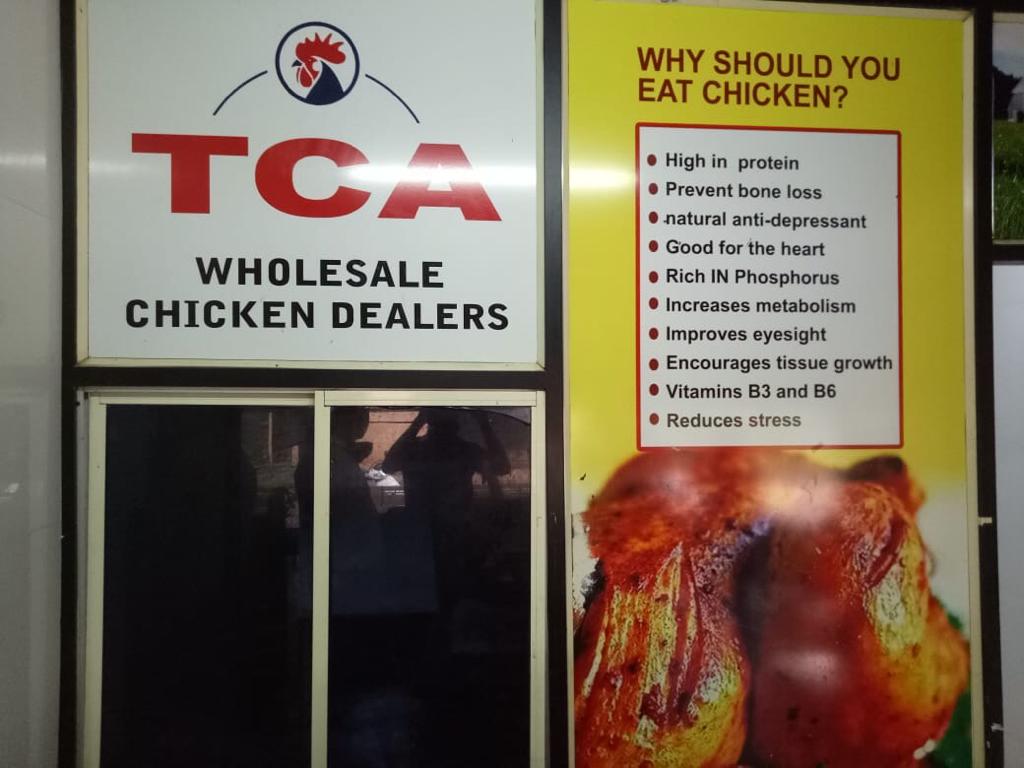 TCA
WHOLESALE
CHICKEN DEALERS
WHY SHOULD YOU
EAT CHICKEN?
High in protein
Prevent bone loss
natural anti-depressant
Good for the heart
Rich IN Phosphorus
Increases metabolism
Improves eyesight
Encourages tissue growth
Vitamins B3 and B6
Reduces stress